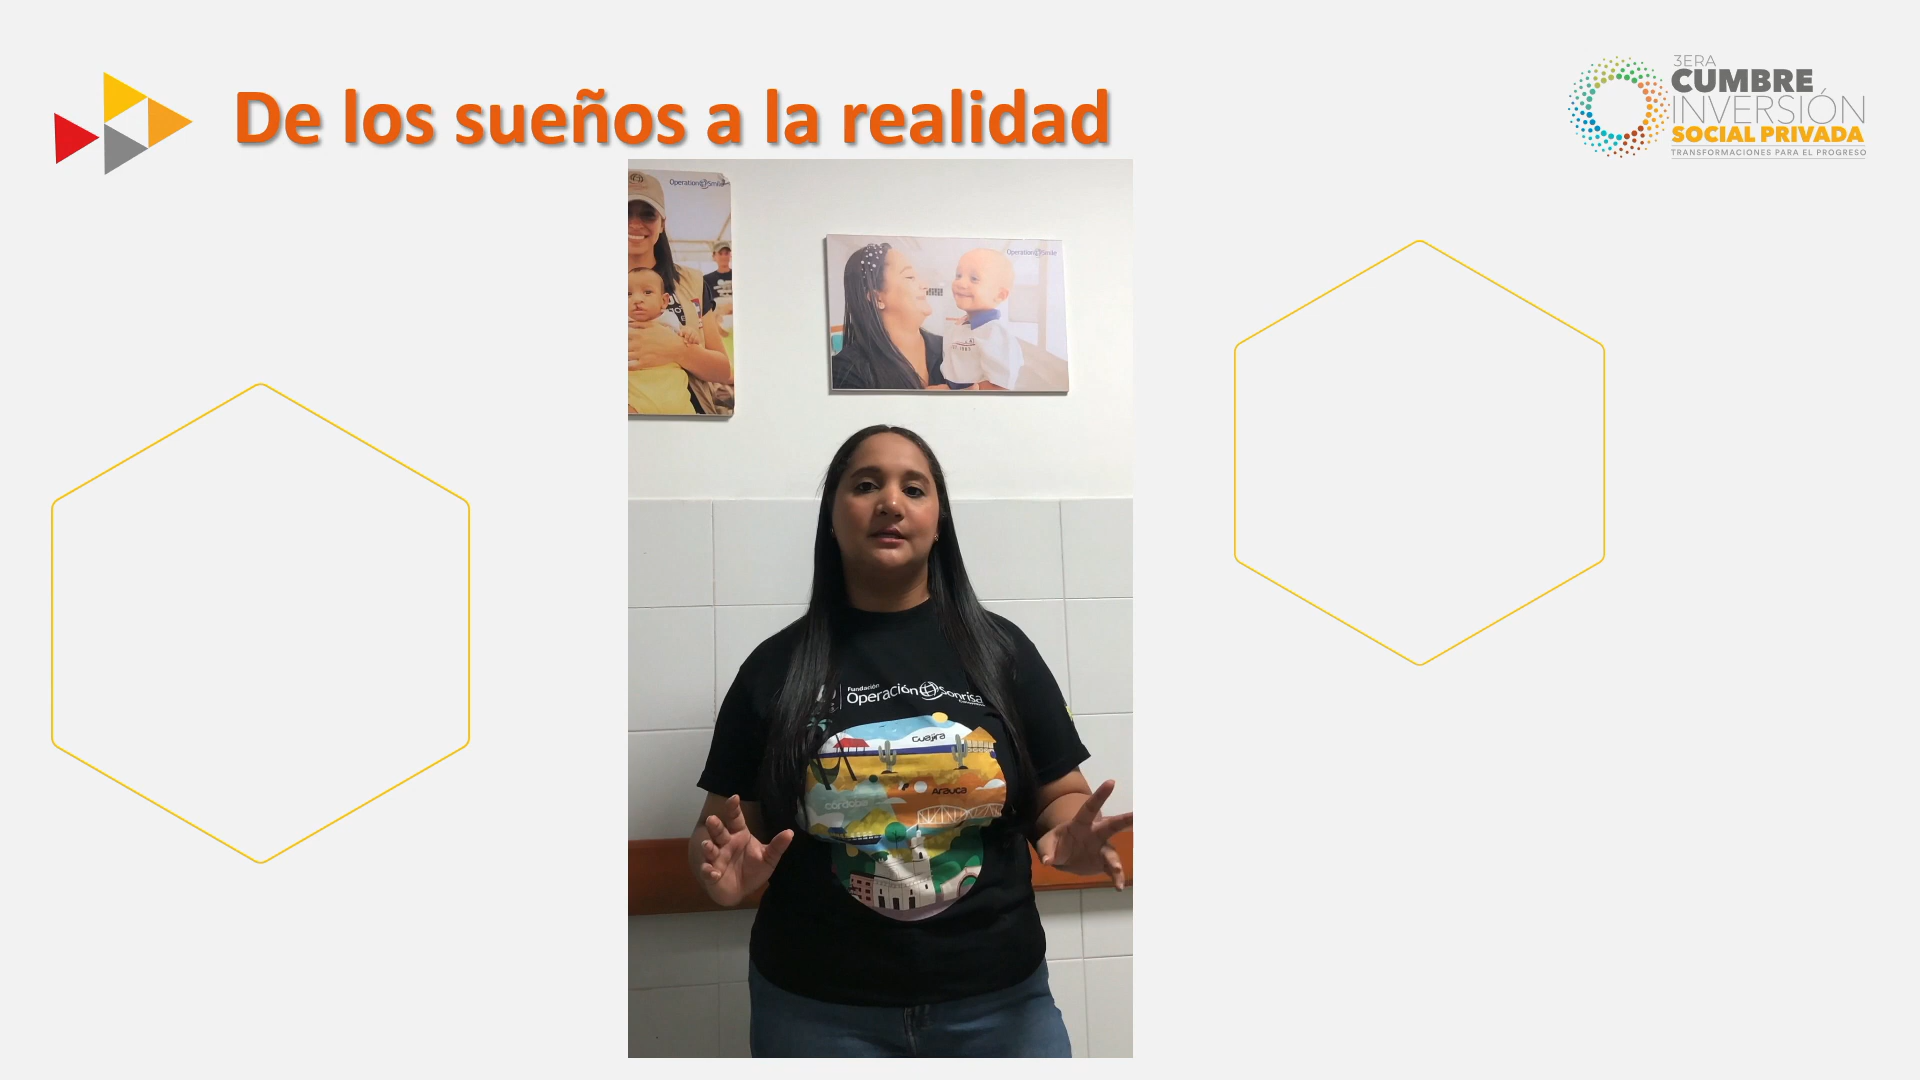 De los sueños a la realidad
3ERA
CUMBRE
INVERSIÓN
SOCIAL PRIVADA
TRANSFORMACIONES PARA EL PROGRESO
Operation Smile
Operation Smile
Fundación
Operación Sonrisa
Guajira
Arauca
córdoba